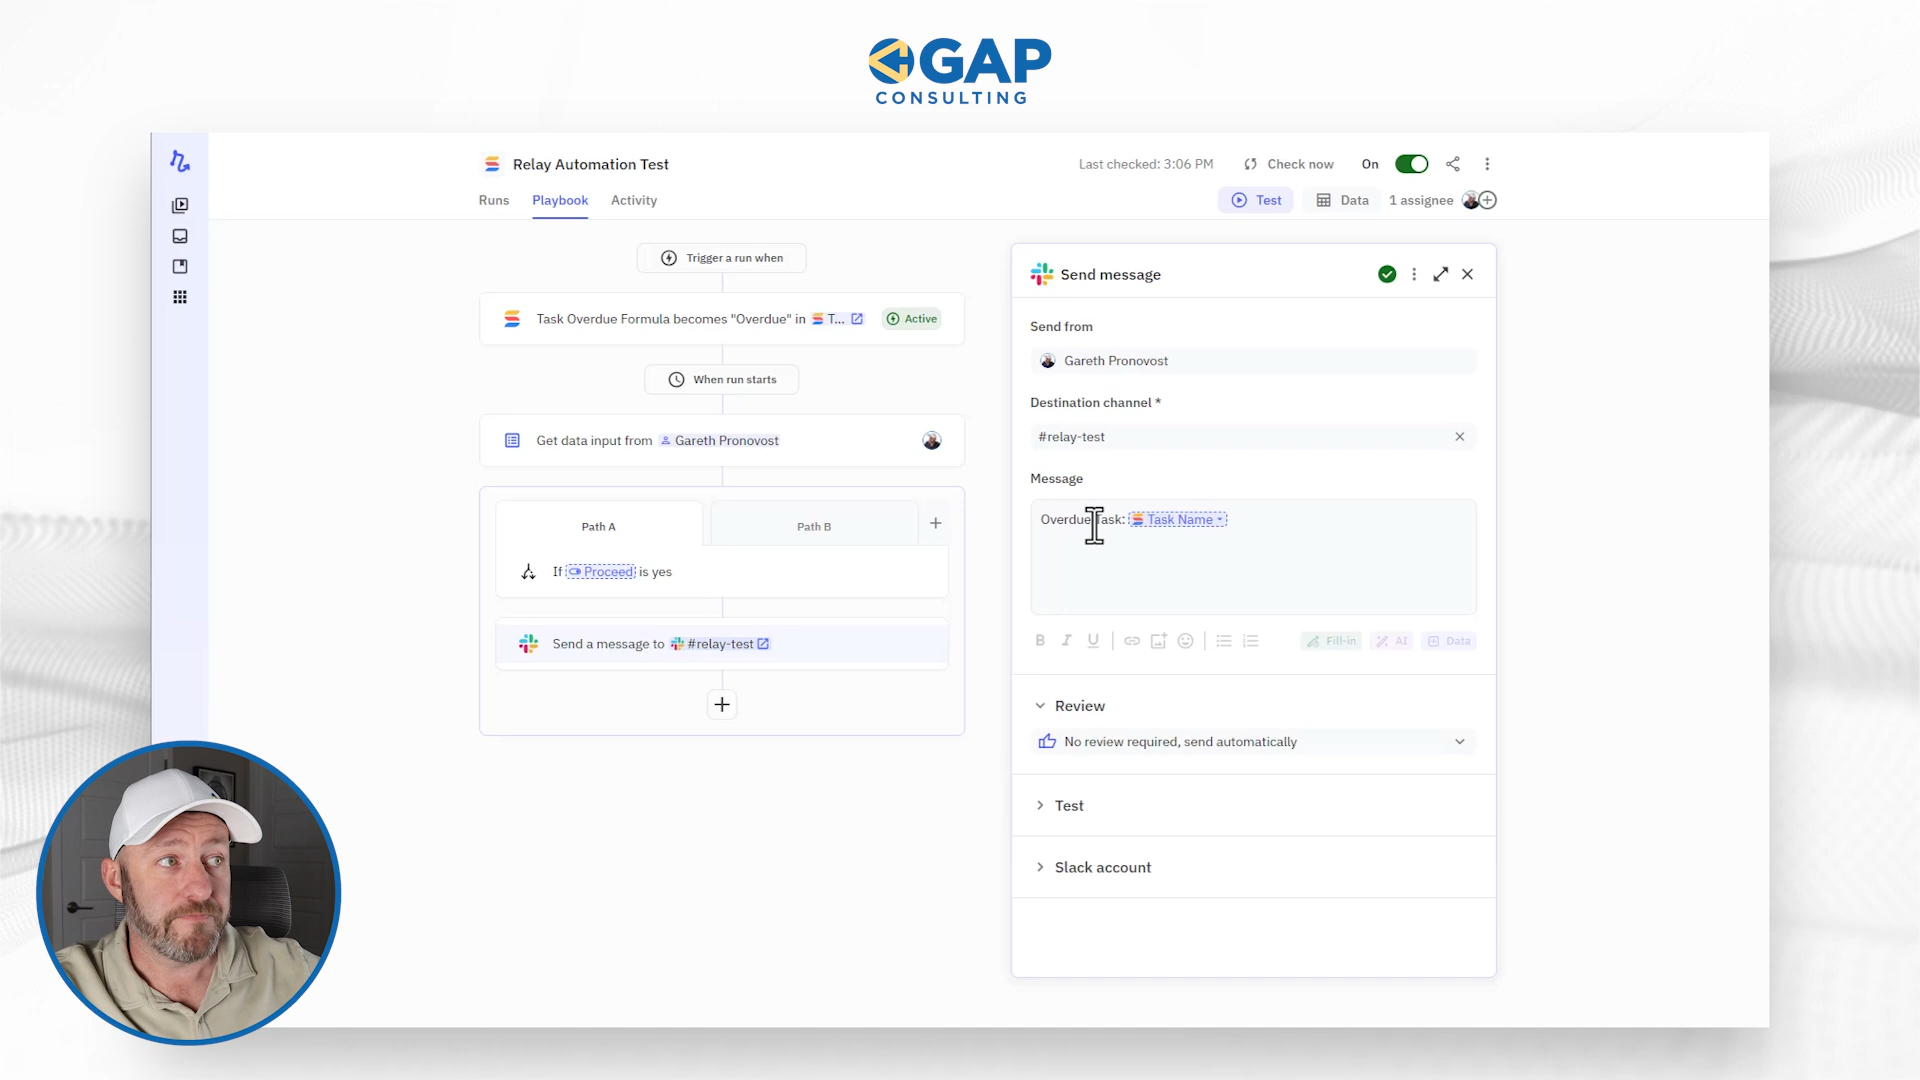 GAP
CONSULTING
Relay Automation Test
Last checked: 3:06 PM
Check now
On
Runs
Playbook
Activity
Test
Data
1 assignee
Trigger a run when
Task Overdue Formula becomes "Overdue" in T...
Active
When run starts
Get data input from Gareth Pronovost
Path A
Path B
If Proceed is yes
Send a message to #relay-test
Send message
Send from
Gareth Pronovost
Destination channel *
#relay-test
Message
Overdue Task: Task Name
Fill-in
AI
Data
Review
No review required, send automatically
Test
Slack account